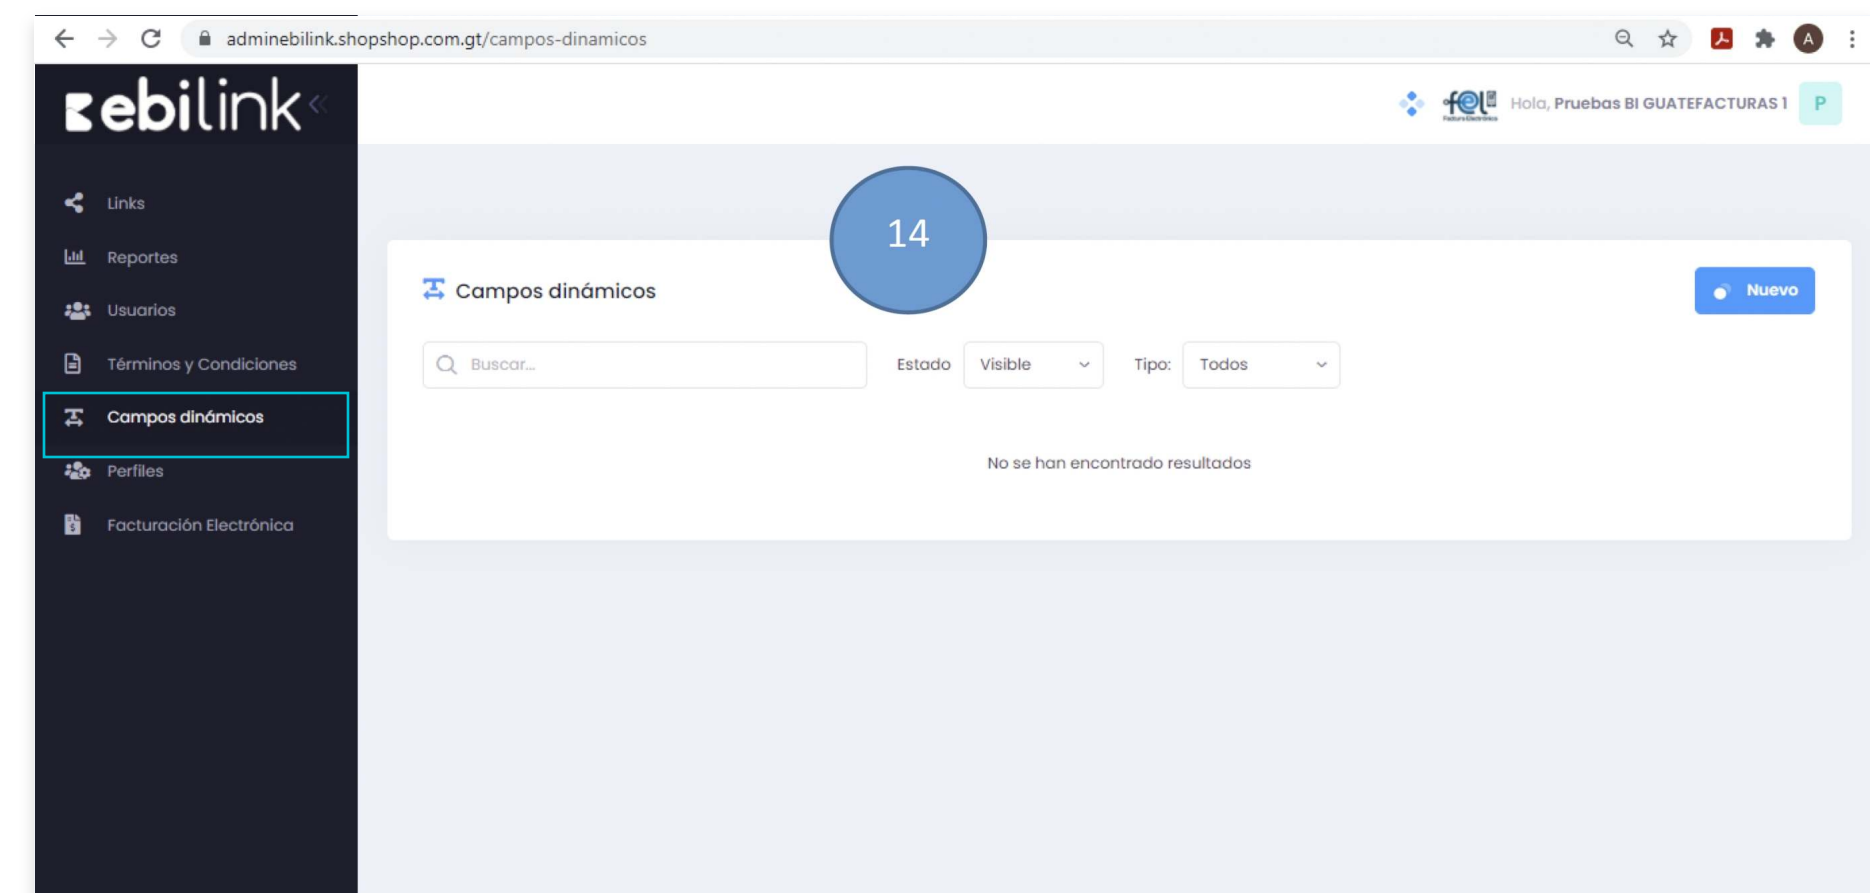 adminebilink.shopshop.com.gt/campos-dinamicos
A
ebilink
fel
Hola, Pruebas BI GUATEFACTURAS 1
P
Links
Reportes
Usuarios
Términos y Condiciones
Campos dinámicos
Perfiles
Facturación Electrónica
14
Campos dinámicos
Nuevo
Buscar...
Estado
Visible
Tipo:
Todos
No se han encontrado resultados